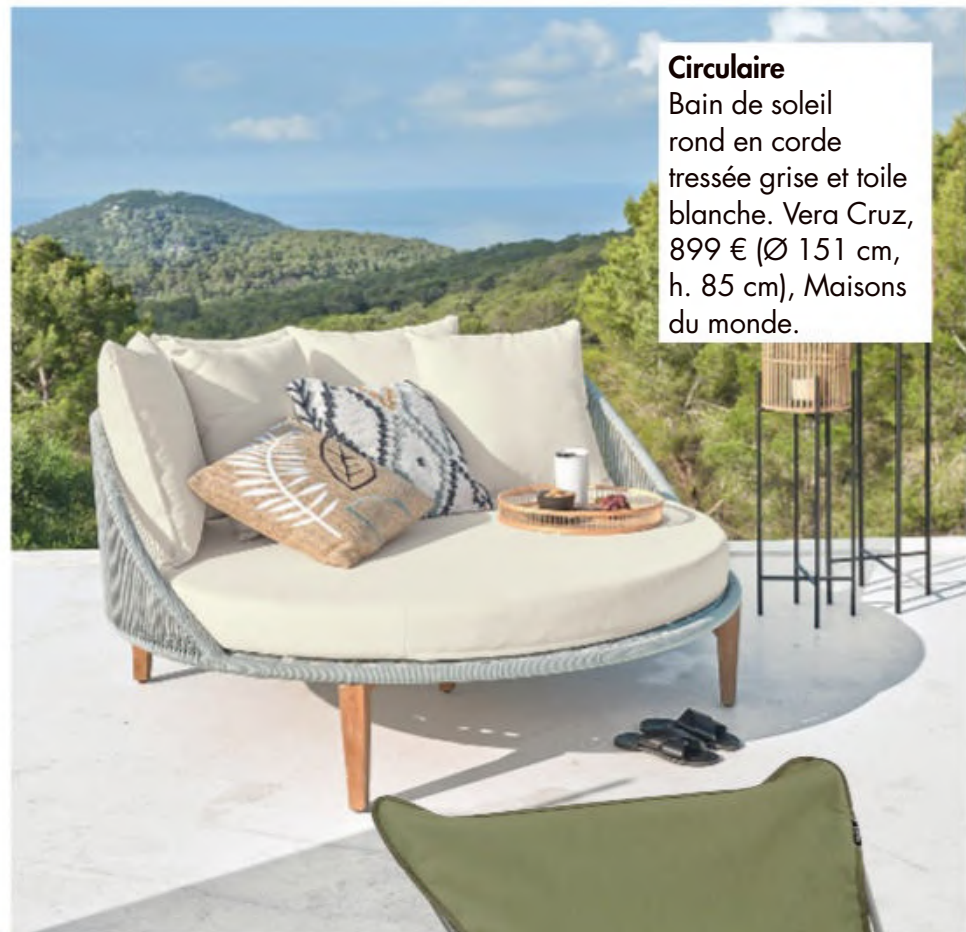 Circulaire
Bain de soleil
rond en corde
tressée grise et toile
blanche. Vera Cruz,
899 € (Ø 151 cm,
h. 85 cm), Maisons
du monde.